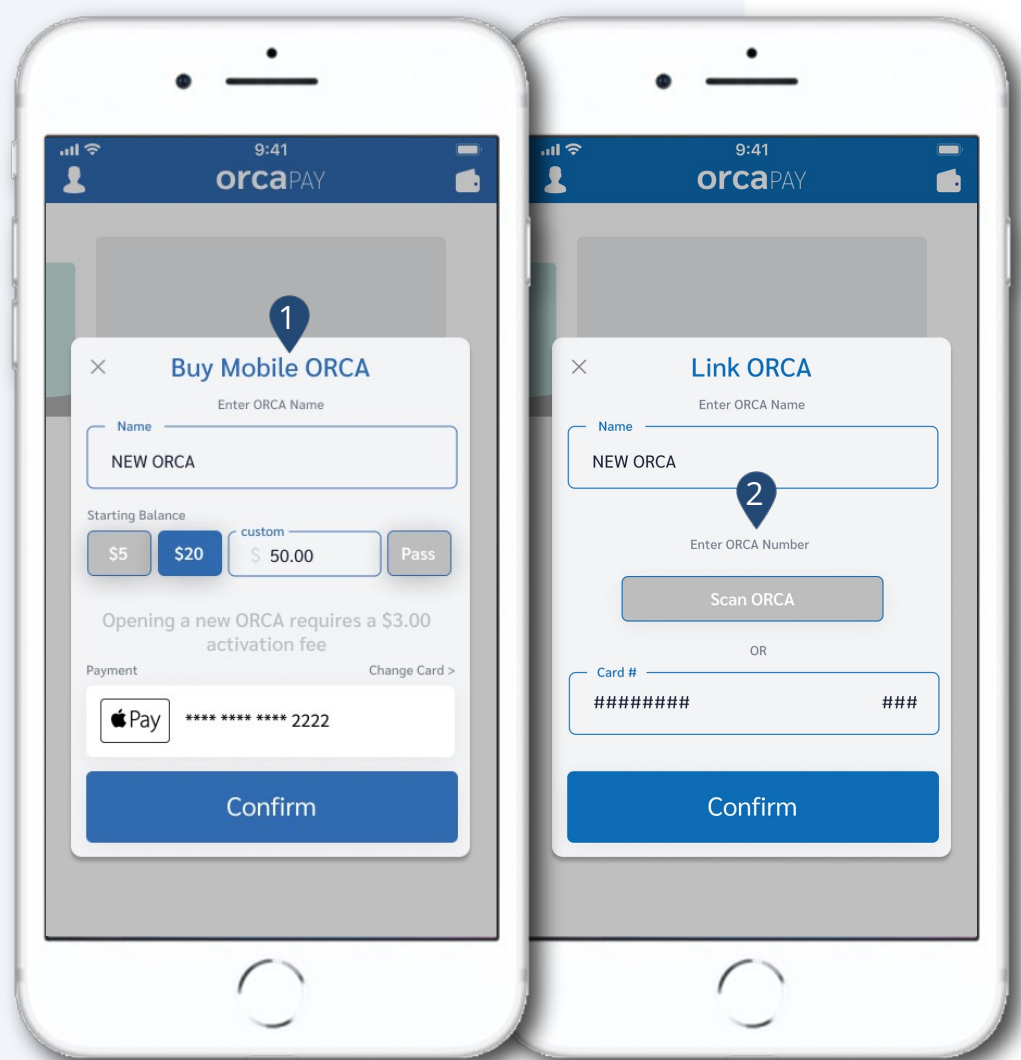 9:41
orcaPAY
1
Buy Mobile ORCA
Enter ORCA Name
Name
NEW ORCA
Starting Balance
$5 $20 custom $ 50.00 Pass
Opening a new ORCA requires a $3.00
activation fee
Payment Change Card >
Pay **** **** **** 2222
Confirm
9:41
orcaPAY
Link ORCA
Enter ORCA Name
Name
NEW ORCA
2
Enter ORCA Number
Scan ORCA
OR
Card #
######## ###
Confirm